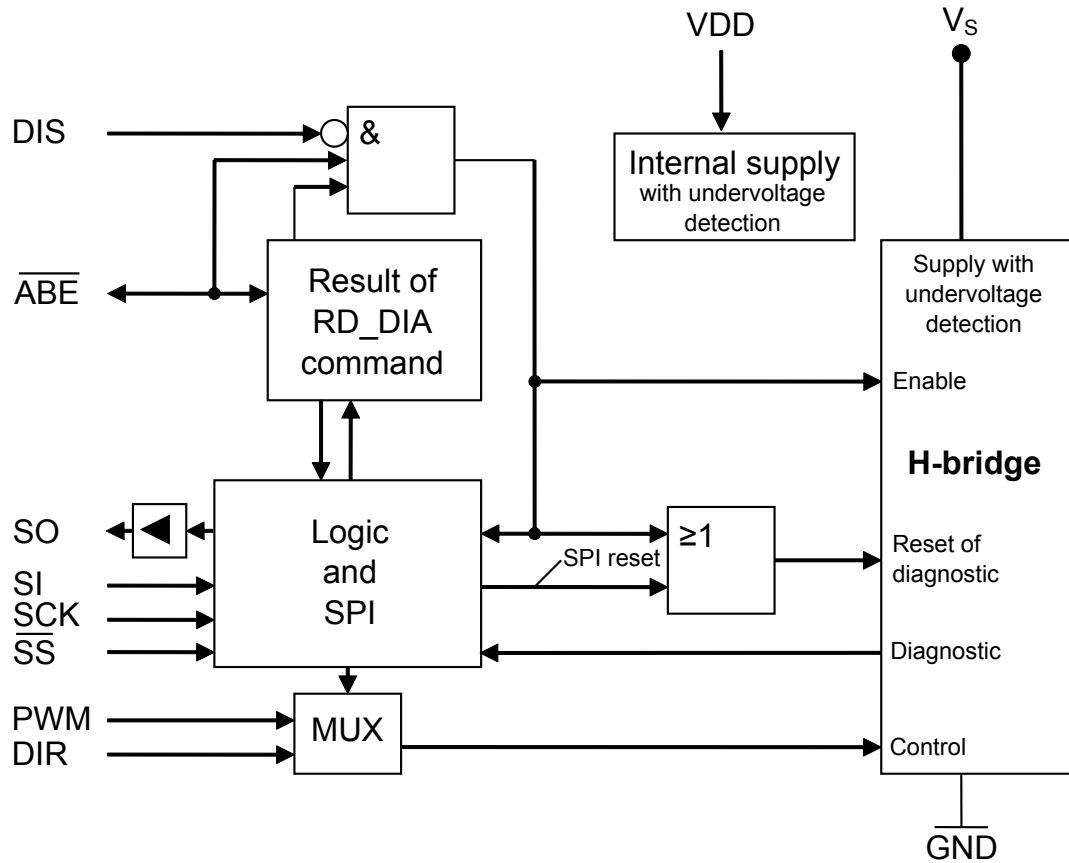 VDD
V_S
DIS
&
Internal supply
with undervoltage
detection
ABE
Result of
RD_DIA
command
Supply with
undervoltage
detection
Enable
H-bridge
SO
Logic
and
SPI
≥1
SPI reset
Reset of
diagnostic
SI
SCK
SS
Diagnostic
PWM
DIR
MUX
Control
GND